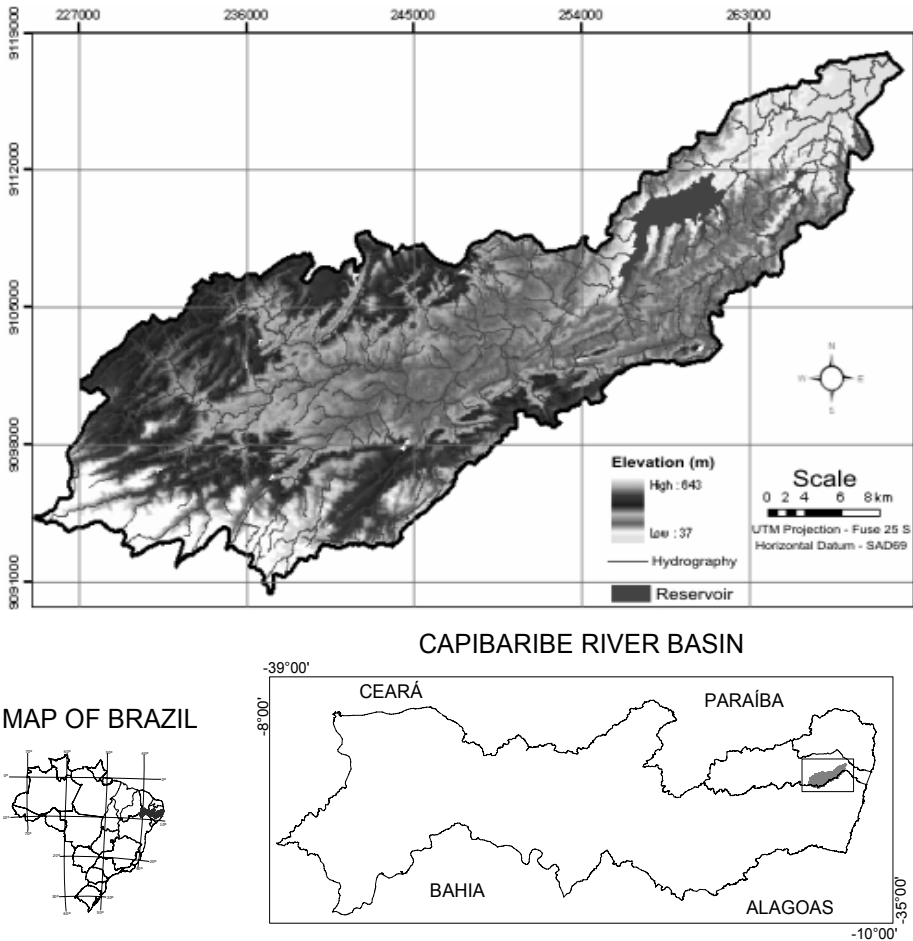 227000 236000 245000 254000 263000
9119000
9112000
9105000
9098000
9091000
N
W E
S
Elevation (m)
High : 643
Low : 37
Hydrography
Reservoir
Scale
0 2 4 6 8 km
UTM Projection - Fuse 25 S
Horizontal Datum - SAD69
CAPIBARIBE RIVER BASIN
-39°00'
-8°00'
CEARÁ
PARAÍBA
MAP OF BRAZIL
BAHIA
ALAGOAS
-35°00'
-10°00'